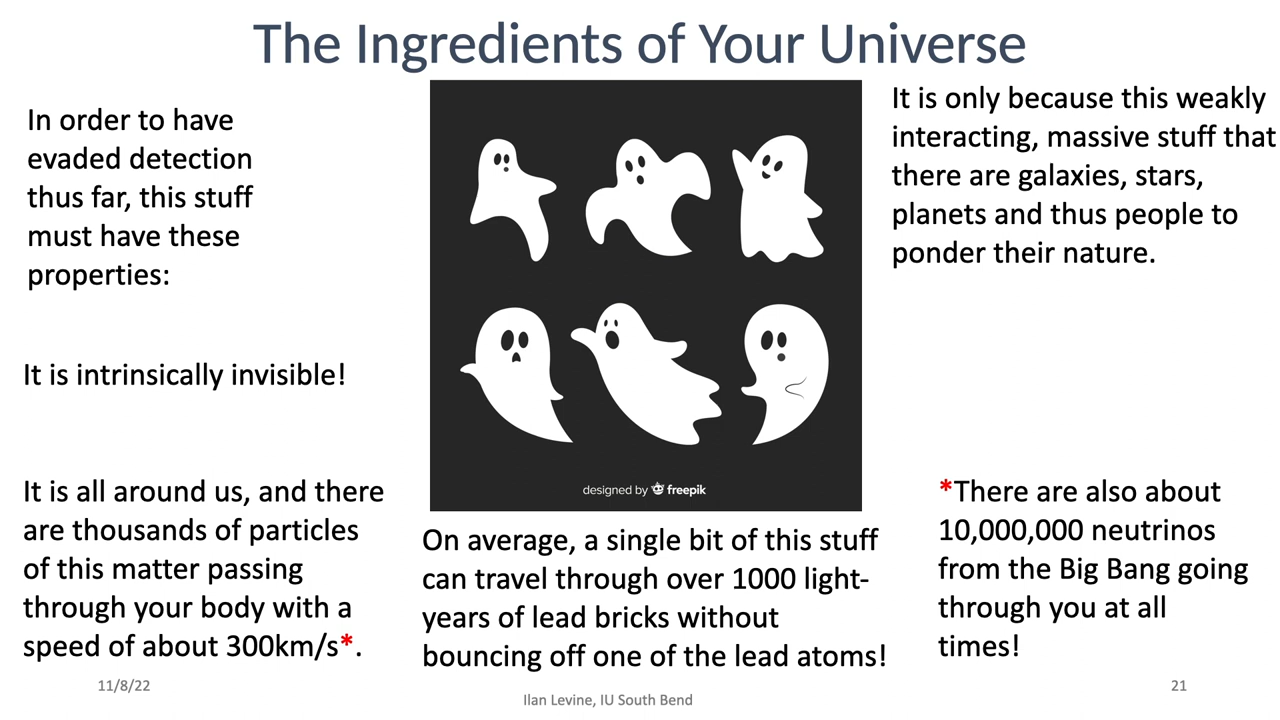 The Ingredients of Your Universe
In order to have
evaded detection
thus far, this stuff
must have these
properties:
It is intrinsically invisible!
It is all around us, and there
are thousands of particles
of this matter passing
through your body with a
speed of about 300km/s*.
designed by freepik
On average, a single bit of this stuff
can travel through over 1000 light-
years of lead bricks without
bouncing off one of the lead atoms!
It is only because this weakly
interacting, massive stuff that
there are galaxies, stars,
planets and thus people to
ponder their nature.
*There are also about
10,000,000 neutrinos
from the Big Bang going
through you at all
times!
11/8/22
Ilan Levine, IU South Bend
21